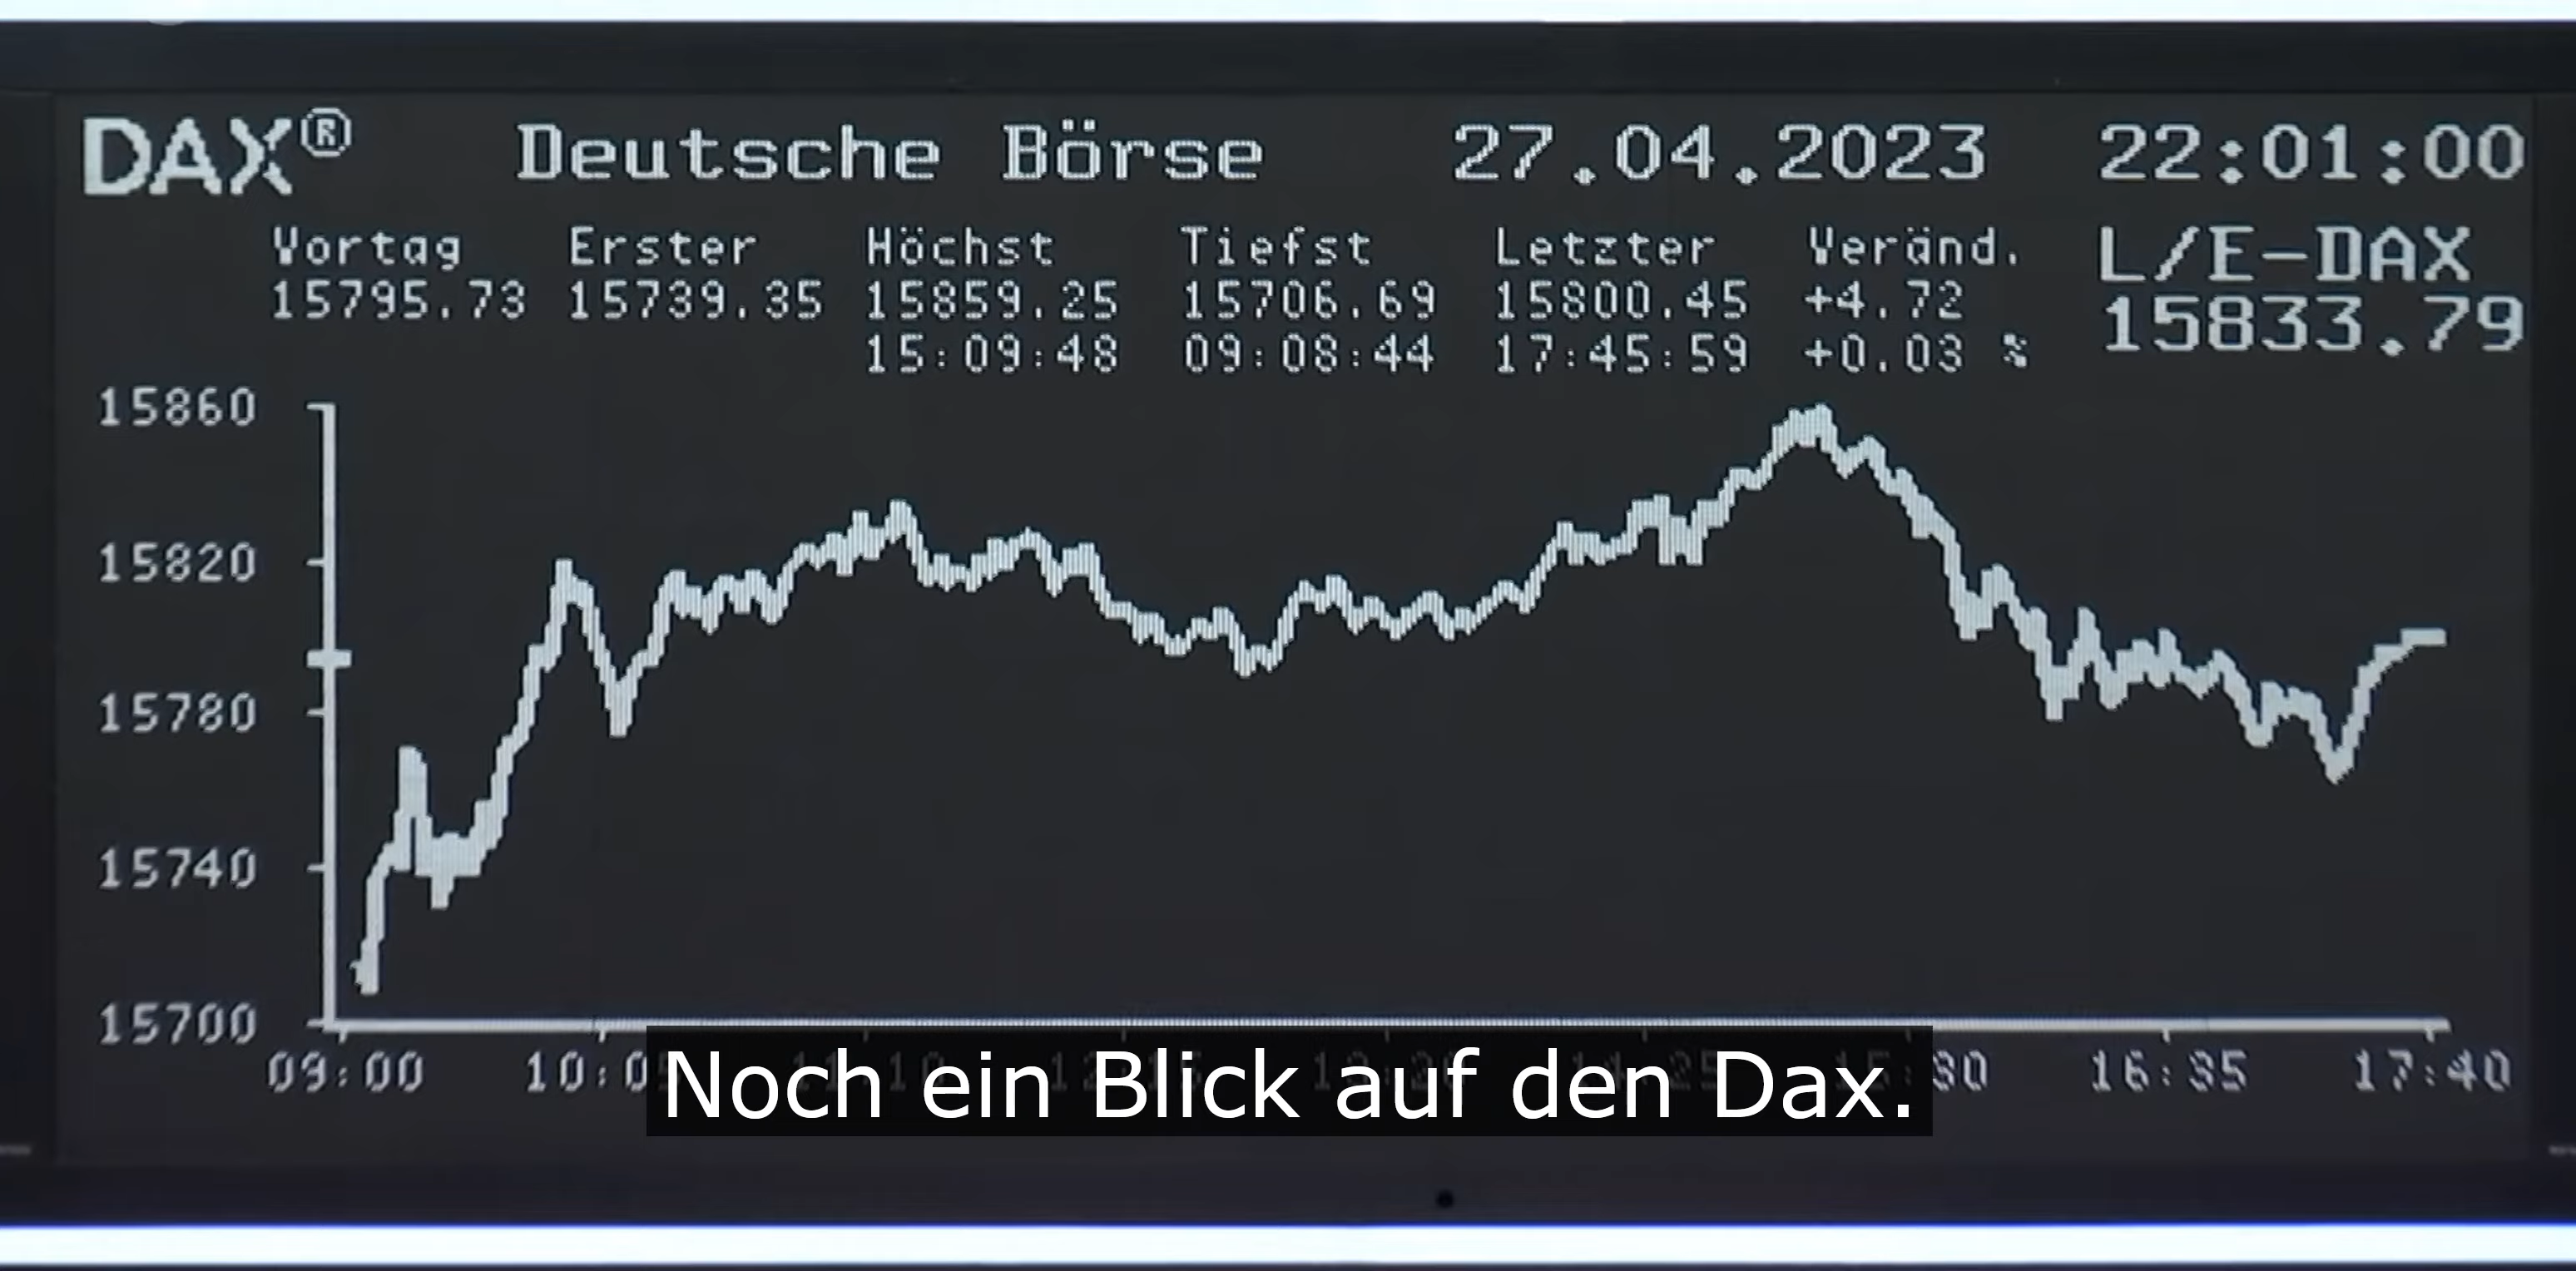 DAX® Deutsche Börse 27.04.2023 22:01:00
Vortag Erster Höchst Tiefst Letzter Veränd. L/E-DAX
15795.73 15739.35 15859.25 15706.69 15800.45 +4.72 15833.79
15:09:48 09:08:44 17:45:59 +0.03 %
15860
15820
15780
15740
15700
09:00 16:35 17:40
Noch ein Blick auf den Dax.